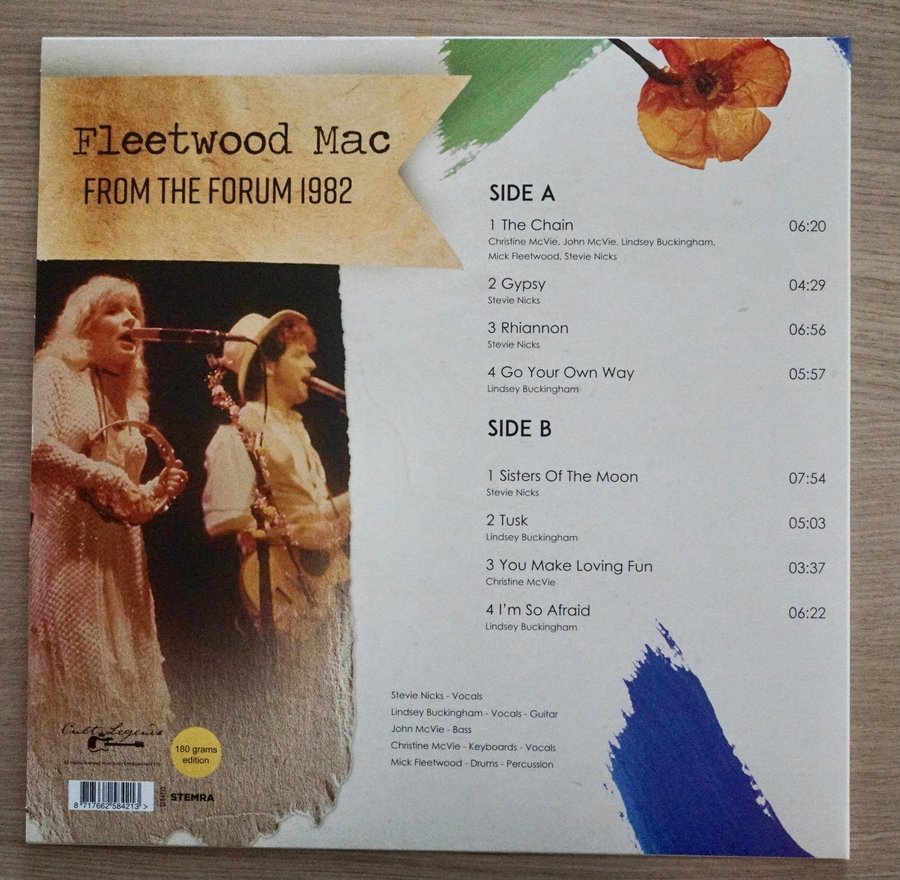 Fleetwood Mac
FROM THE FORUM 1982
SIDE A
1 The Chain 06:20
Christine McVie, John McVie, Lindsey Buckingham,
Mick Fleetwood, Stevie Nicks
2 Gypsy 04:29
Stevie Nicks
3 Rhiannon 06:56
Stevie Nicks
4 Go Your Own Way 05:57
Lindsey Buckingham
SIDE B
1 Sisters Of The Moon 07:54
Stevie Nicks
2 Tusk 05:03
Lindsey Buckingham
3 You Make Loving Fun 03:37
Christine McVie
4 I'm So Afraid 06:22
Lindsey Buckingham
Stevie Nicks - Vocals
Lindsey Buckingham - Vocals - Guitar
John McVie - Bass
Christine McVie - Keyboards - Vocals
Mick Fleetwood - Drums - Percussion
Cult Legends
180 grams
edition
8 717662 584213 >
STEMRA